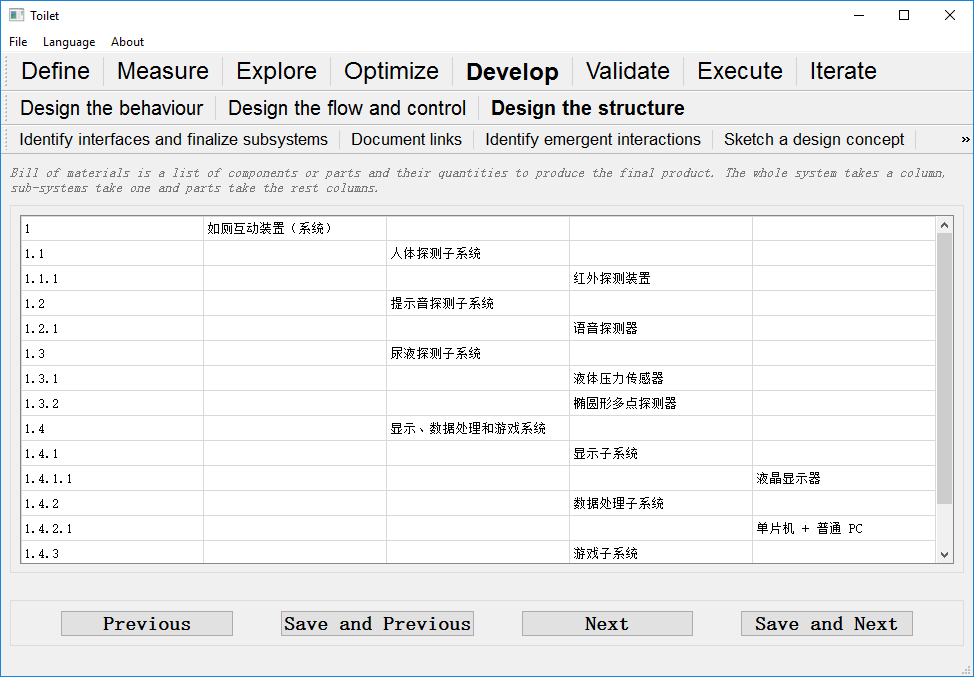 Toilet
File Language About
Define Measure Explore Optimize Develop Validate Execute Iterate
Design the behaviour Design the flow and control Design the structure
Identify interfaces and finalize subsystems Document links Identify emergent interactions Sketch a design concept »
Bill of materials is a list of components or parts and their quantities to produce the final product. The whole system takes a column,
sub-systems take one and parts take the rest columns.
1 如厕互动装置（系统）
1.1 人体探测子系统
1.1.1 红外探测装置
1.2 提示音探测子系统
1.2.1 语音探测器
1.3 尿液探测子系统
1.3.1 液体压力传感器
1.3.2 椭圆形多点探测器
1.4 显示、数据处理和游戏系统
1.4.1 显示子系统
1.4.1.1 液晶显示器
1.4.2 数据处理子系统
1.4.2.1 单片机 + 普通 PC
1.4.3 游戏子系统
Previous Save and Previous Next Save and Next